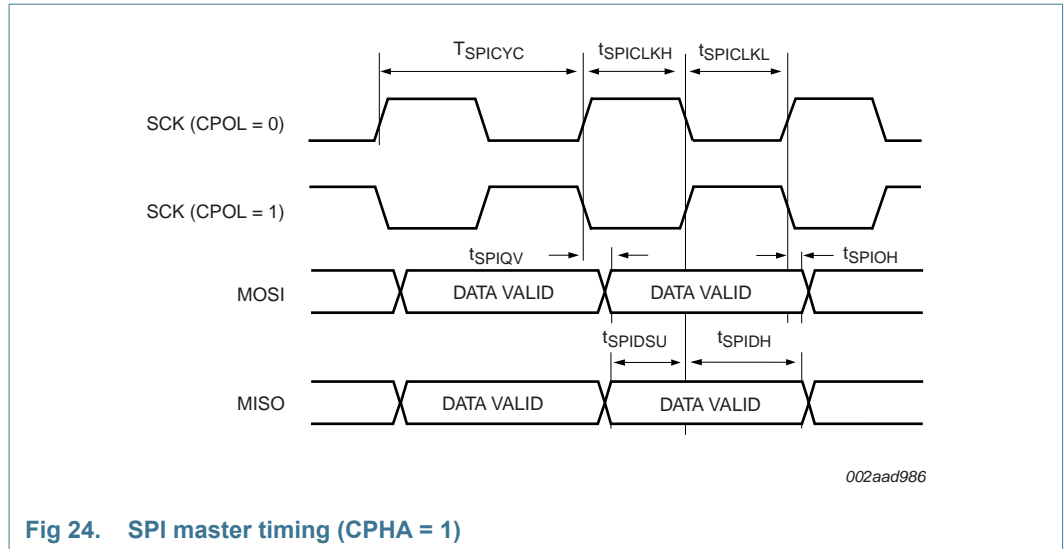 TSPICYC tSPICLKH tSPICLKL
SCK (CPOL = 0)
SCK (CPOL = 1)
tSPIQV tSPIOH
MOSI DATA VALID DATA VALID
tSPIDSU tSPIDH
MISO DATA VALID DATA VALID
002aad986
Fig 24. SPI master timing (CPHA = 1)